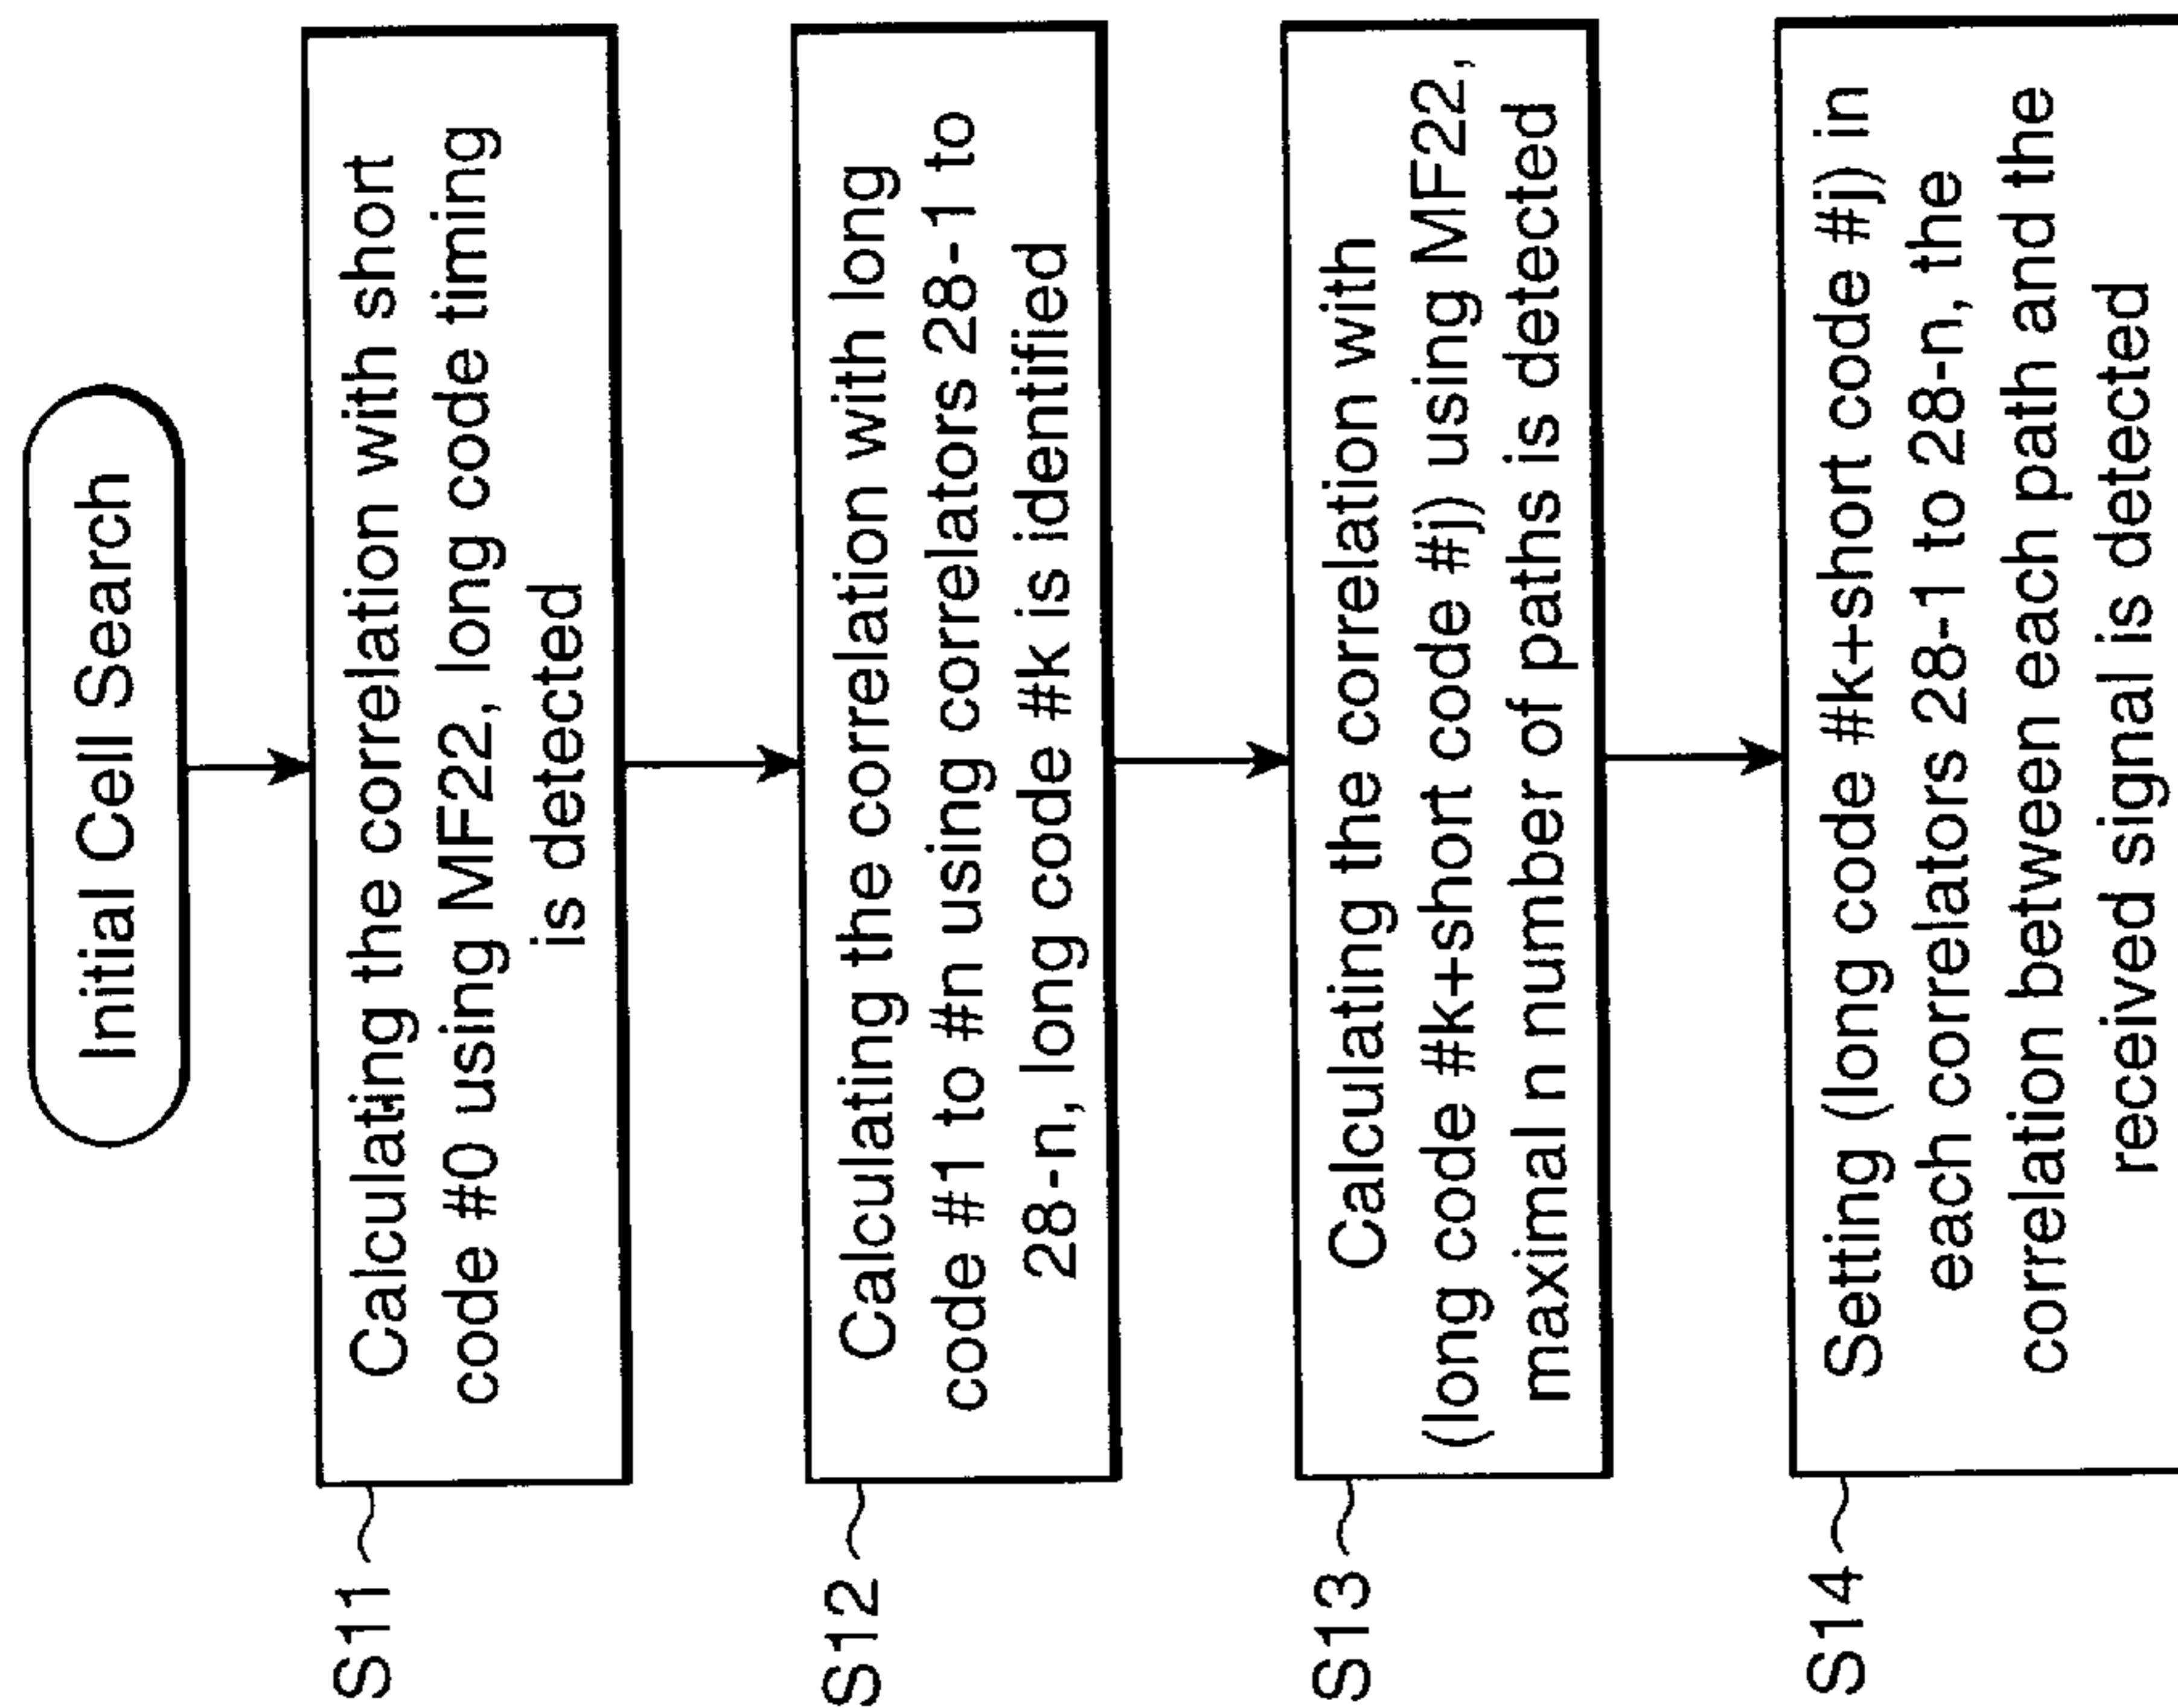 Initial Cell Search
S11
Calculating the correlation with short
code #0 using MF22, long code timing
is detected
S12
Calculating the correlation with long
code #1 to #n using correlators 28-1 to
28-n, long code #k is identified
S13
Calculating the correlation with
(long code #k+short code #j) using MF22,
maximal n number of paths is detected
S14
Setting (long code #k+short code #j) in
each correlators 28-1 to 28-n, the
correlation between each path and the
received signal is detected